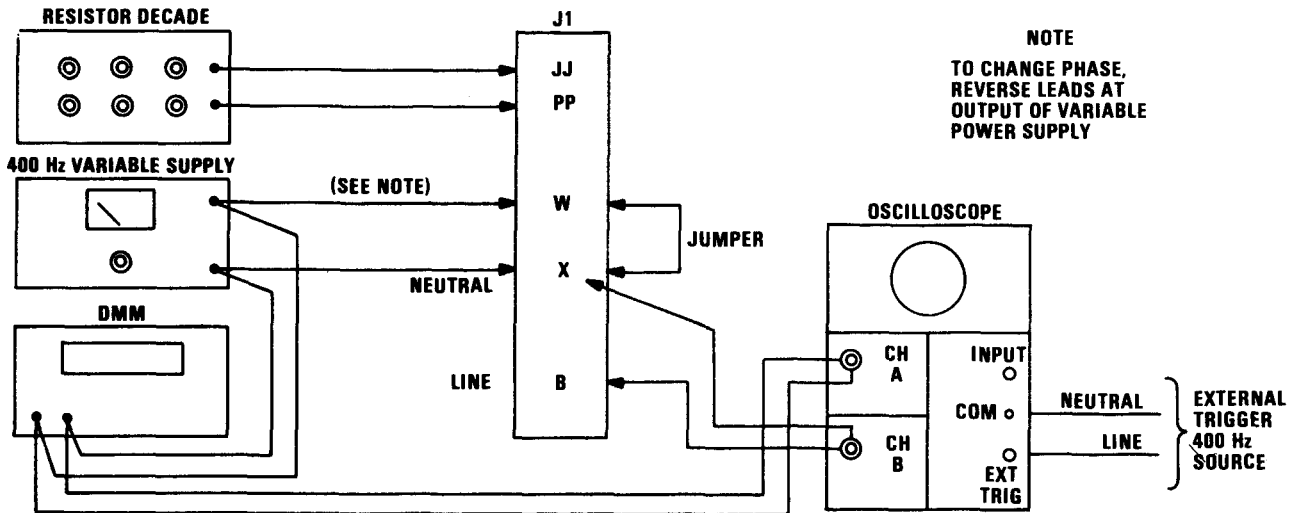 RESISTOR DECADE
J1
JJ
PP
NOTE
TO CHANGE PHASE,
REVERSE LEADS AT
OUTPUT OF VARIABLE
POWER SUPPLY
400 Hz VARIABLE SUPPLY
(SEE NOTE)
W
JUMPER
X
NEUTRAL
DMM
LINE
B
OSCILLOSCOPE
CH
A
CH
B
INPUT
COM
EXT
TRIG
NEUTRAL
LINE
EXTERNAL
TRIGGER
400 Hz
SOURCE